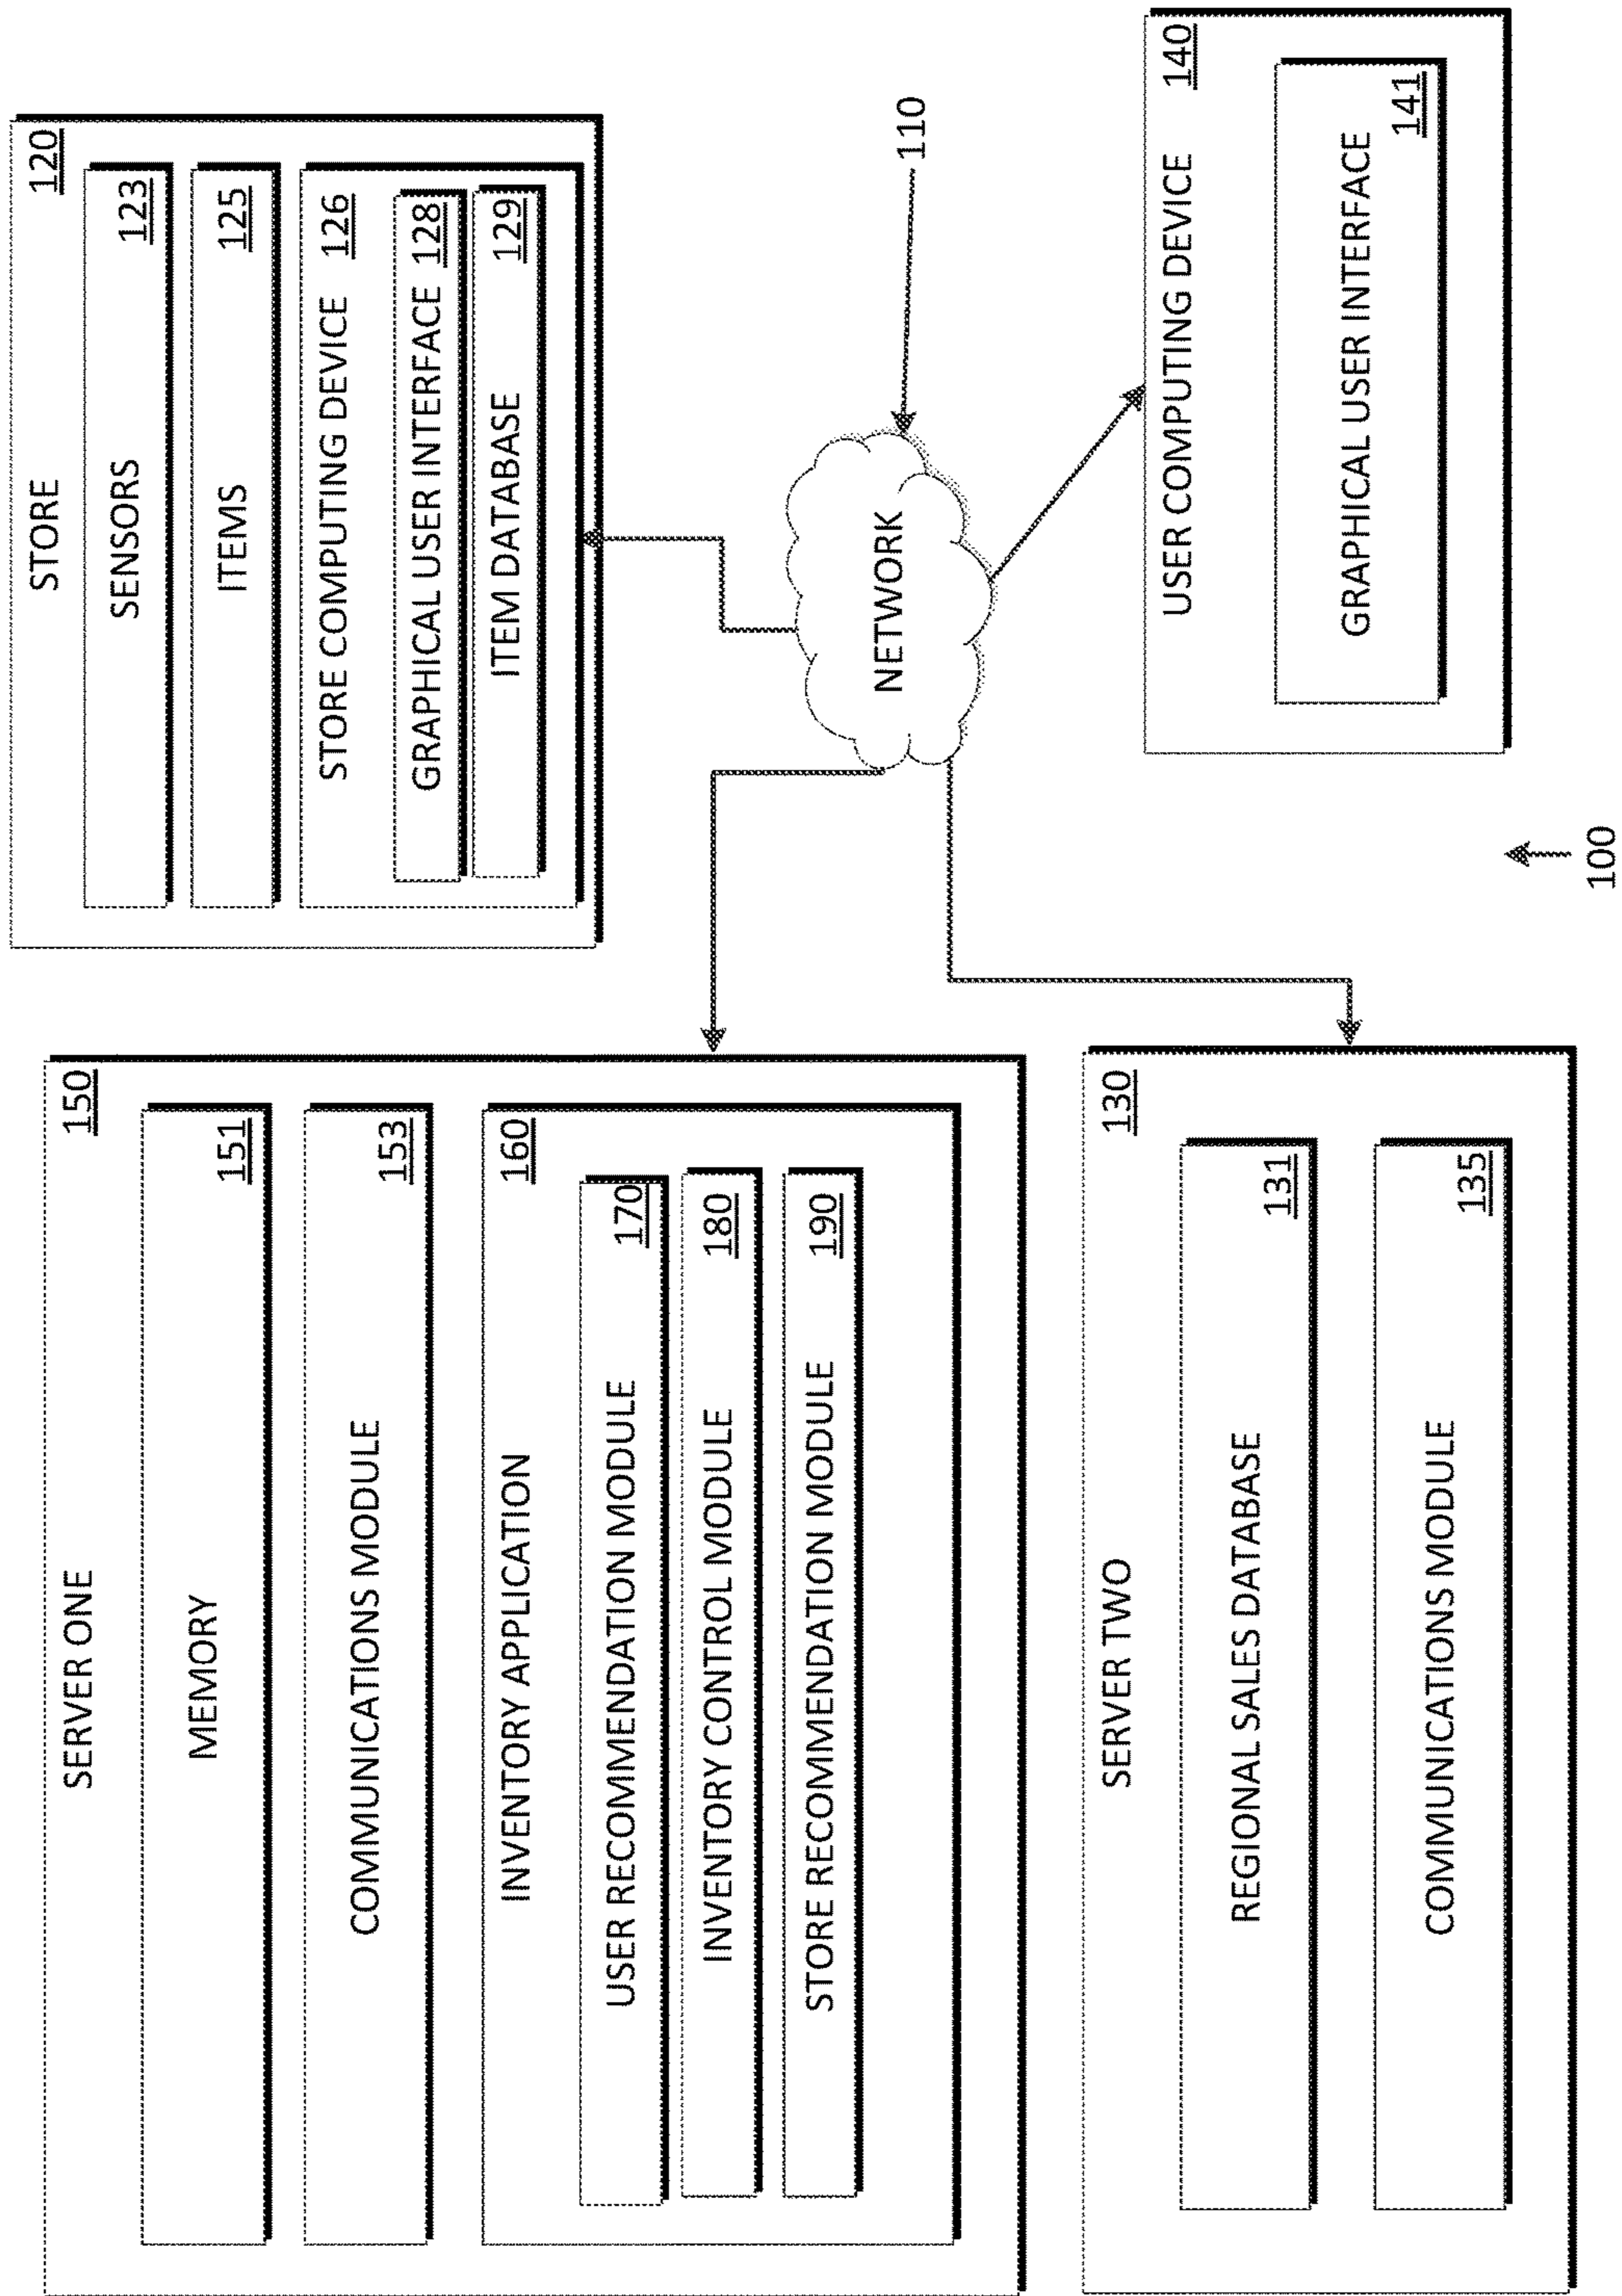 SERVER ONE 150
MEMORY 151
COMMUNICATIONS MODULE 153
INVENTORY APPLICATION 160
USER RECOMMENDATION MODULE 170
INVENTORY CONTROL MODULE 180
STORE RECOMMENDATION MODULE 190
SERVER TWO 130
REGIONAL SALES DATABASE 131
COMMUNICATIONS MODULE 135
STORE 120
SENSORS 123
ITEMS 125
STORE COMPUTING DEVICE 126
GRAPHICAL USER INTERFACE 128
ITEM DATABASE 129
NETWORK
110
USER COMPUTING DEVICE 140
GRAPHICAL USER INTERFACE
141
100